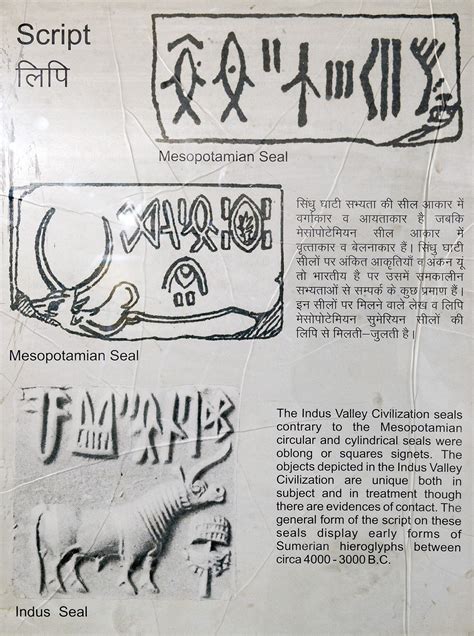 Script
लिपि
Mesopotamian Seal
सिंधु घाटी सभ्यता की सील आकार में
वर्गाकार व आयताकार है जबकि
मेसोपोटेमियन सील आकार में
वृत्ताकार व बेलनाकार हैं। सिंधु घाटी
सीलों पर अंकित आकृतियाँ व अंकन यूं
तो भारतीय है पर उसमें समकालीन
सभ्यताओं से सम्पर्क के कुछ प्रमाण हैं।
इन सीलों पर मिलने वाले लेख व लिपि
मेसोपोटेमियन सुमेरियन सीलों की
लिपि से मिलती–जुलती है।
Mesopotamian Seal
The Indus Valley Civilization seals
contrary to the Mesopotamian
circular and cylindrical seals were
oblong or squares signets. The
objects depicted in the Indus Valley
Civilization are unique both in
subject and in treatment though
there are evidences of contact. The
general form of the script on these
seals display early forms of
Sumerian hieroglyphs between
circa 4000 - 3000 B.C.
Indus Seal